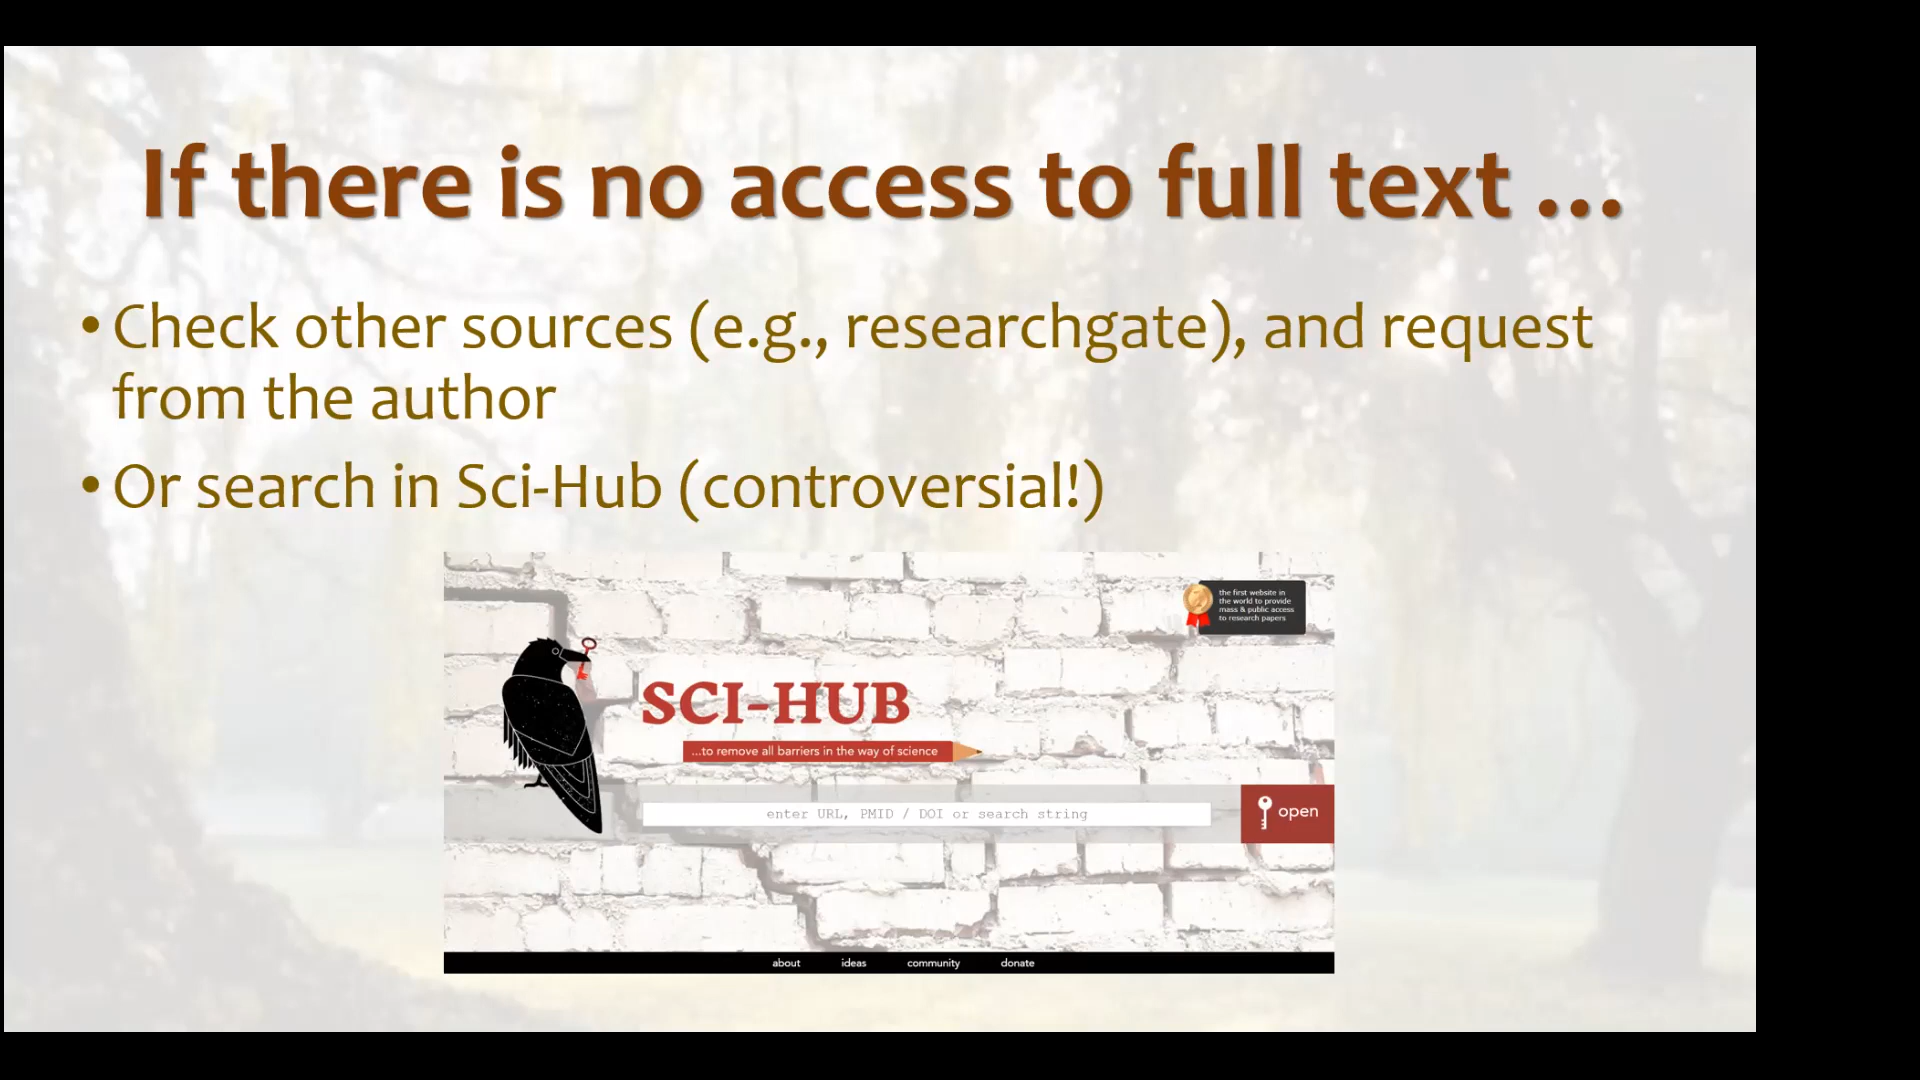 If there is no access to full text ...
• Check other sources (e.g., researchgate), and request
from the author
• Or search in Sci-Hub (controversial!)
the first website in
the world to provide
mass & public access
to research papers
SCI-HUB
...to remove all barriers in the way of science
enter URL, PMID / DOI or search string
open
about ideas community donate